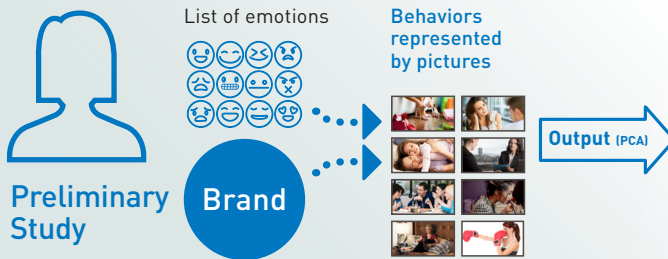 List of emotions
Behaviors
represented
by pictures
Output (PCA)
Brand
Preliminary
Study